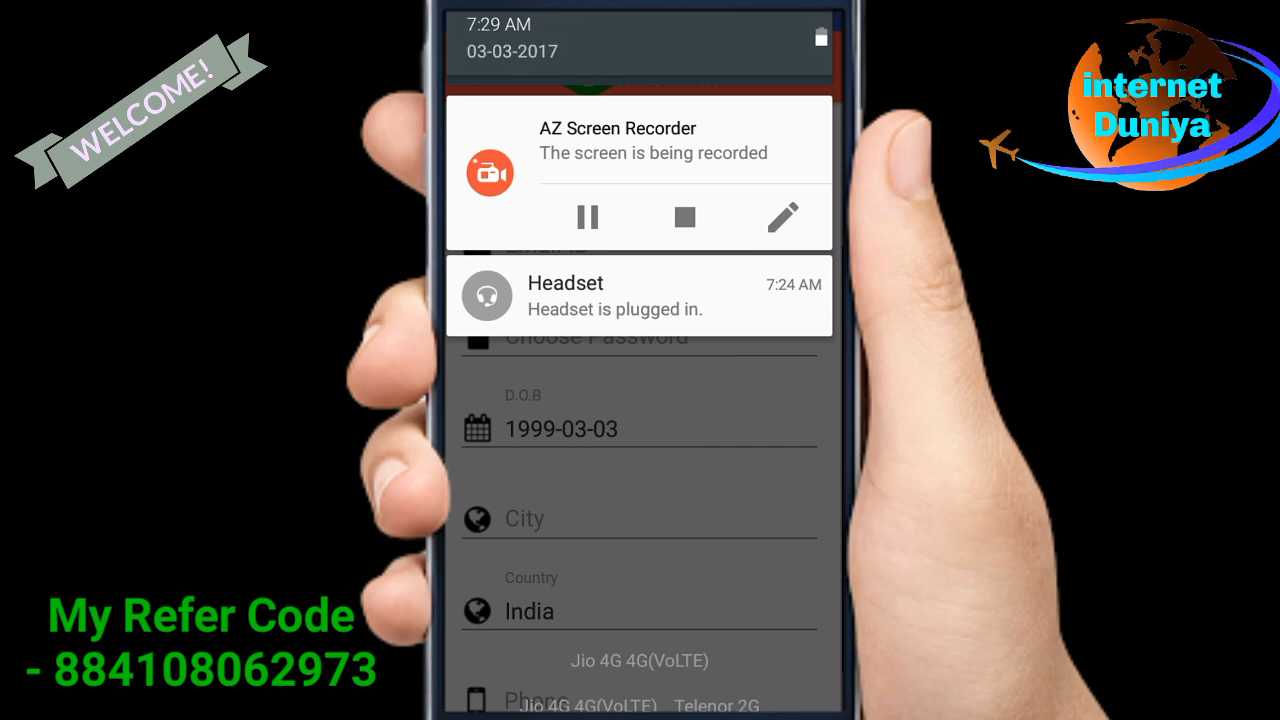 WELCOME!
internet
Duniya
7:29 AM
03-03-2017
AZ Screen Recorder
The screen is being recorded
Headset
7:24 AM
Headset is plugged in.
Choose Password
D.O.B
1999-03-03
City
Country
India
Jio 4G 4G(VoLTE)
Phone
Jio 4G 4G(VoLTE) Telenor 2G
My Refer Code
- 884108062973